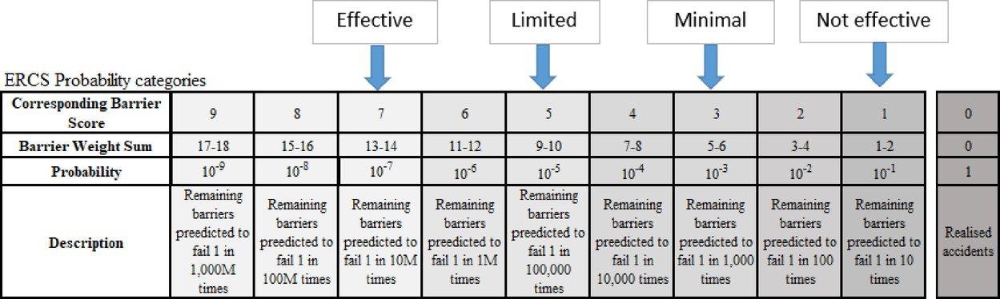 Effective
Limited
Minimal
Not effective
ERCS Probability categories
Corresponding Barrier
Score
9
8
7
6
5
4
3
2
1
0
Barrier Weight Sum
17-18
15-16
13-14
11-12
9-10
7-8
5-6
3-4
1-2
0
Probability
10-9
10-8
10-7
10-6
10-5
10-4
10-3
10-2
10-1
1
Description
Remaining
barriers
preedicted to
fail 1 in
1,000M
times
Remaining
barriers
preedicted to
fail 1 in
100M times
Remaining
barriers
preedicted to
fail 1 in 10M
times
Remaining
barriers
preedicted to
fail 1 in 1M
times
Remaining
barriers
preedicted to
fail 1 in
100,000
times
Remaining
barriers
preedicted to
fail 1 in
10,000 times
Remaining
barriers
preedicted to
fail 1 in 1,000
times
Remaining
barriers
preedicted to
fail 1 in 100
times
Remaining
barriers
preedicted to
fail 1 in 10
times
Realised
accidents